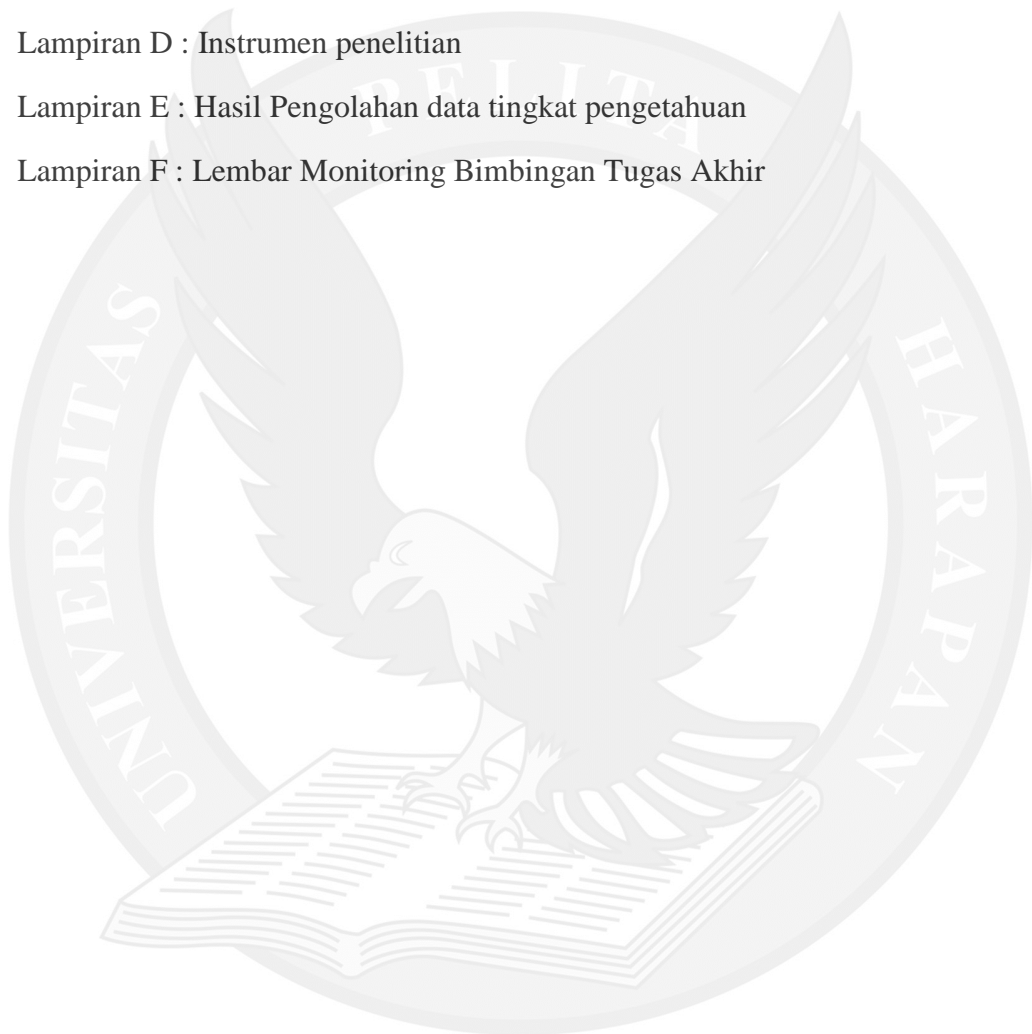 Lampiran D : Instrumen penelitian
Lampiran E : Hasil Pengolahan data tingkat pengetahuan
Lampiran F : Lembar Monitoring Bimbingan Tugas Akhir
UNIVERSITAS PELITA HARAPAN